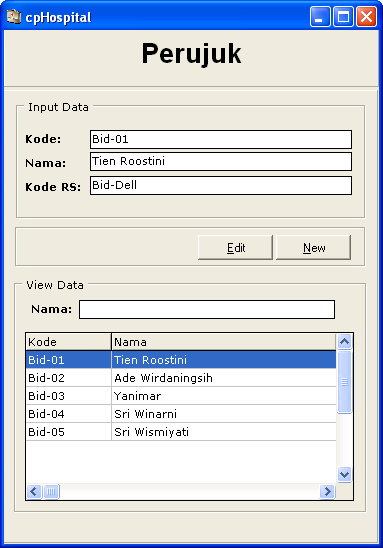 cpHospital
Perujuk
Input Data
Kode: Bid-01
Nama: Tien Roostini
Kode RS: Bid-Dell
Edit New
View Data
Nama:
Kode Nama
Bid-01 Tien Roostini
Bid-02 Ade Wirdaningsih
Bid-03 Yanimar
Bid-04 Sri Winarni
Bid-05 Sri Wismiyati